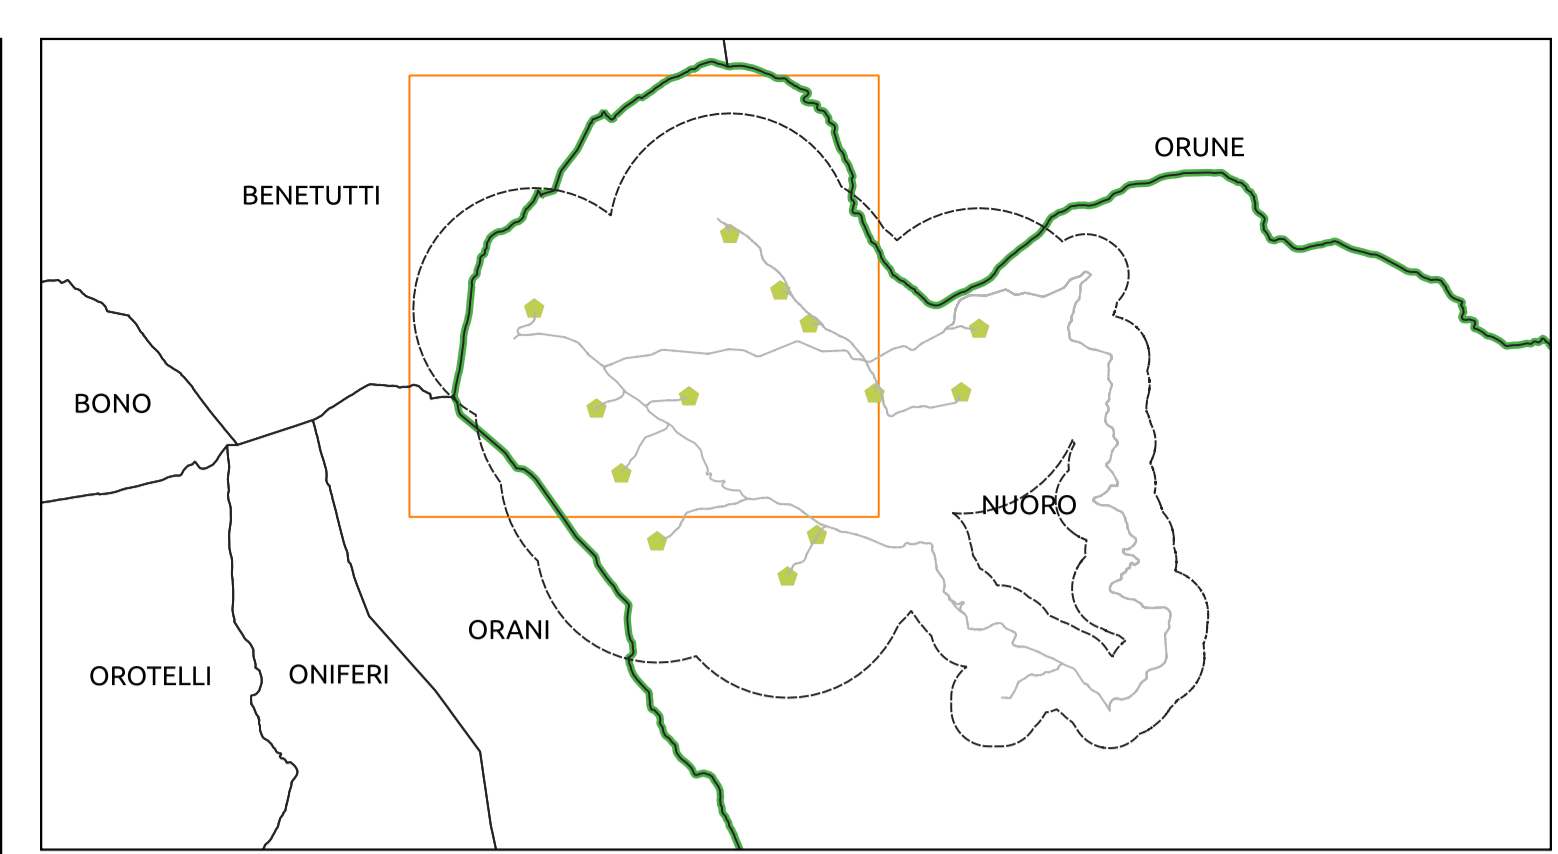 ORUNE
BENETUTTI
BONO
NUORO
ORANI
OROTELLI
ONIFERI